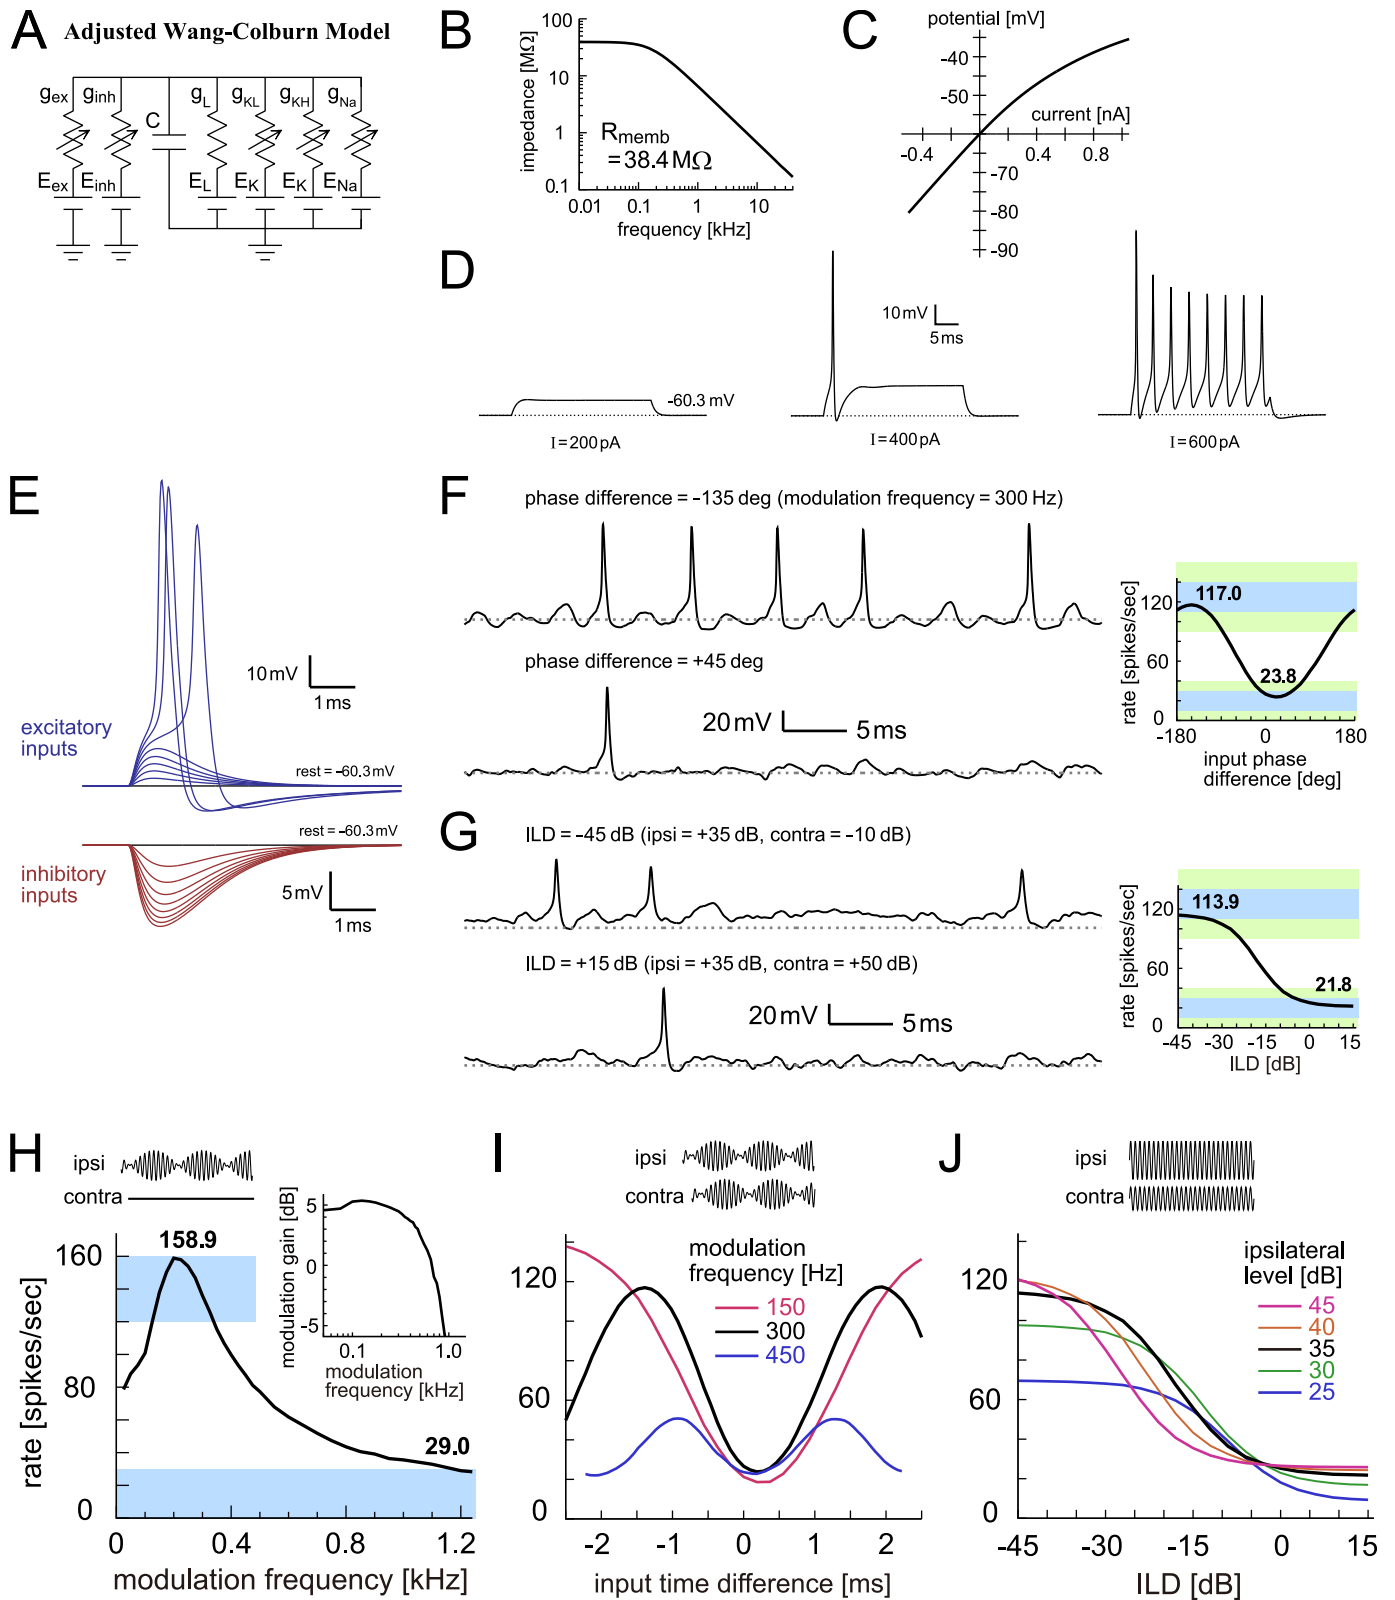 A Adjusted Wang-Colburn Model
gex ginh C gL gKL gKH gNa
Eex Einh EL EK EK ENa
B
impedance [MΩ]
100
10
1
0.1
Rmemb
=38.4 MΩ
0.01 0.1 1 10
frequency [kHz]
C
potential [mV]
-35
-50
current [nA]
-0.4 0.4 1.0
-70
-80
-90
D
10 mV
5 ms
-60.3 mV
I = 200 pA
I = 400 pA
I = 600 pA
E
10 mV
1 ms
excitatory
inputs
rest = -60.3 mV
rest = -60.3 mV
inhibitory
inputs
5 mV
1 ms
F
phase difference = -135 deg (modulation frequency = 300 Hz)
phase difference = +45 deg
20 mV
5 ms
rate [spikes/sec]
120
60
0
117.0
23.8
-180 0 180
input phase
difference [deg]
G
ILD = -45 dB (ipsi = +35 dB, contra = -10 dB)
ILD = +15 dB (ipsi = +35 dB, contra = +50 dB)
20 mV
5 ms
rate [spikes/sec]
120
60
0
113.9
21.8
-45 -30 -15 0 15
ILD [dB]
H
ipsi
contra
rate [spikes/sec]
160
80
0
158.9
29.0
0 0.4 0.8 1.2
modulation frequency [kHz]
modulation gain [dB]
5
0
-5
0.1 1.0
modulation
frequency [kHz]
I
ipsi
contra
modulation
frequency [Hz]
150
300
450
120
60
0
-2 -1 0 1 2
input time difference [ms]
J
ipsi
contra
ipsilateral
level [dB]
45
40
35
30
25
120
60
0
-45 -30 -15 0 15
ILD [dB]